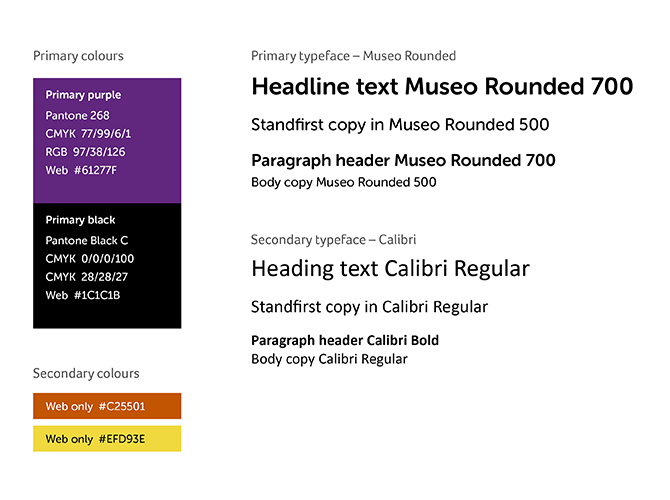 Primary colours
Primary purple
Pantone 268
CMYK 77/99/6/1
RGB 97/38/126
Web #61277F
Primary black
Pantone Black C
CMYK 0/0/0/100
CMYK 28/28/27
Web #1C1C1B
Secondary colours
Web only #C25501
Web only #EFD93E
Primary typeface – Museo Rounded
Headline text Museo Rounded 700
Standfirst copy in Museo Rounded 500
Paragraph header Museo Rounded 700
Body copy Museo Rounded 500
Secondary typeface – Calibri
Heading text Calibri Regular
Standfirst copy in Calibri Regular
Paragraph header Calibri Bold
Body copy Calibri Regular